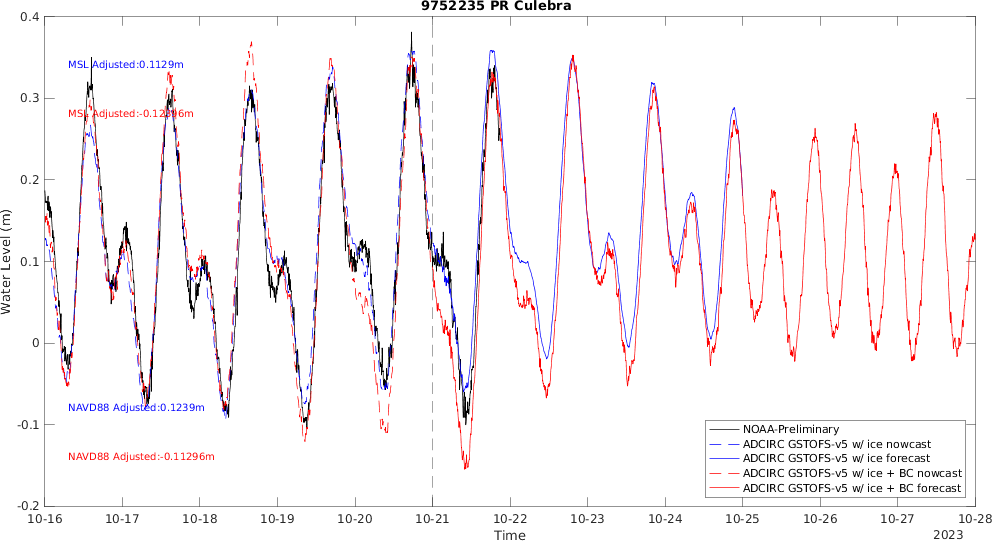 9752235 PR Culebra
0.4
0.3
0.2
0.1
0
-0.1
-0.2
Water Level (m)
MSL Adjusted:0.1129m
NAVD88 Adjusted:0.1239m
NAVD88 Adjusted:-0.11296m
NOAA-Preliminary
ADCIRC GSTOFS-v5 w/ ice nowcast
ADCIRC GSTOFS-v5 w/ ice forecast
ADCIRC GSTOFS-v5 w/ ice + BC nowcast
ADCIRC GSTOFS-v5 w/ ice + BC forecast
10-16 10-17 10-18 10-19 10-20 10-21 10-22 10-23 10-24 10-25 10-26 10-27 10-28
Time
2023